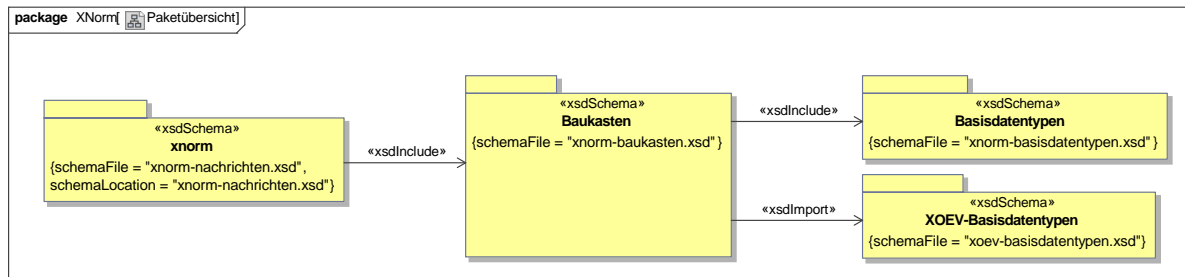 package XNorm[ Paketübersicht]
«xsdSchema»
xnorm
{schemaFile = "xnorm-nachrichten.xsd",
schemaLocation = "xnorm-nachrichten.xsd"}
«xsdInclude»
«xsdSchema»
Baukasten
{schemaFile = "xnorm-baukasten.xsd"}
«xsdInclude»
«xsdSchema»
Basisdatentypen
{schemaFile = "xnorm-basisdatentypen.xsd"}
«xsdImport»
«xsdSchema»
XOEV-Basisdatentypen
{schemaFile = "xoev-basisdatentypen.xsd"}